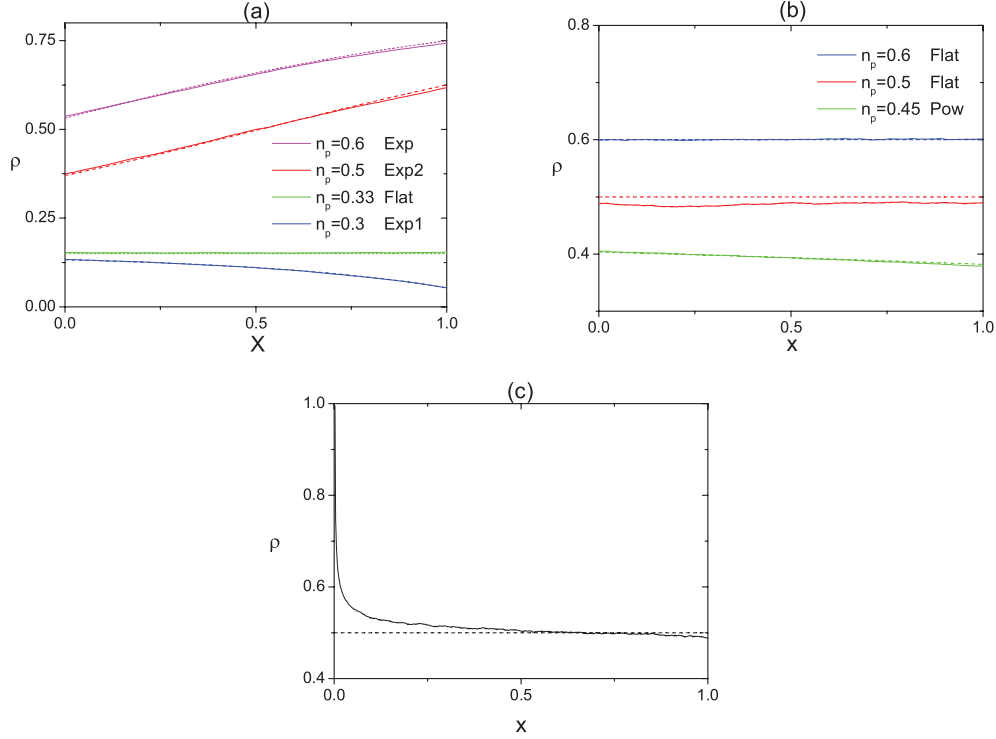 (a)
0.75
0.50
0.25
0.00
ρ
n_p=0.6 Exp
n_p=0.5 Exp2
n_p=0.33 Flat
n_p=0.3 Exp1
0.0 0.5 1.0
X
(b)
0.8
0.6
0.4
ρ
n_p=0.6 Flat
n_p=0.5 Flat
n_p=0.45 Pow
0.0 0.5 1.0
x
(c)
1.0
0.8
0.6
0.4
ρ
0.0 0.5 1.0
x